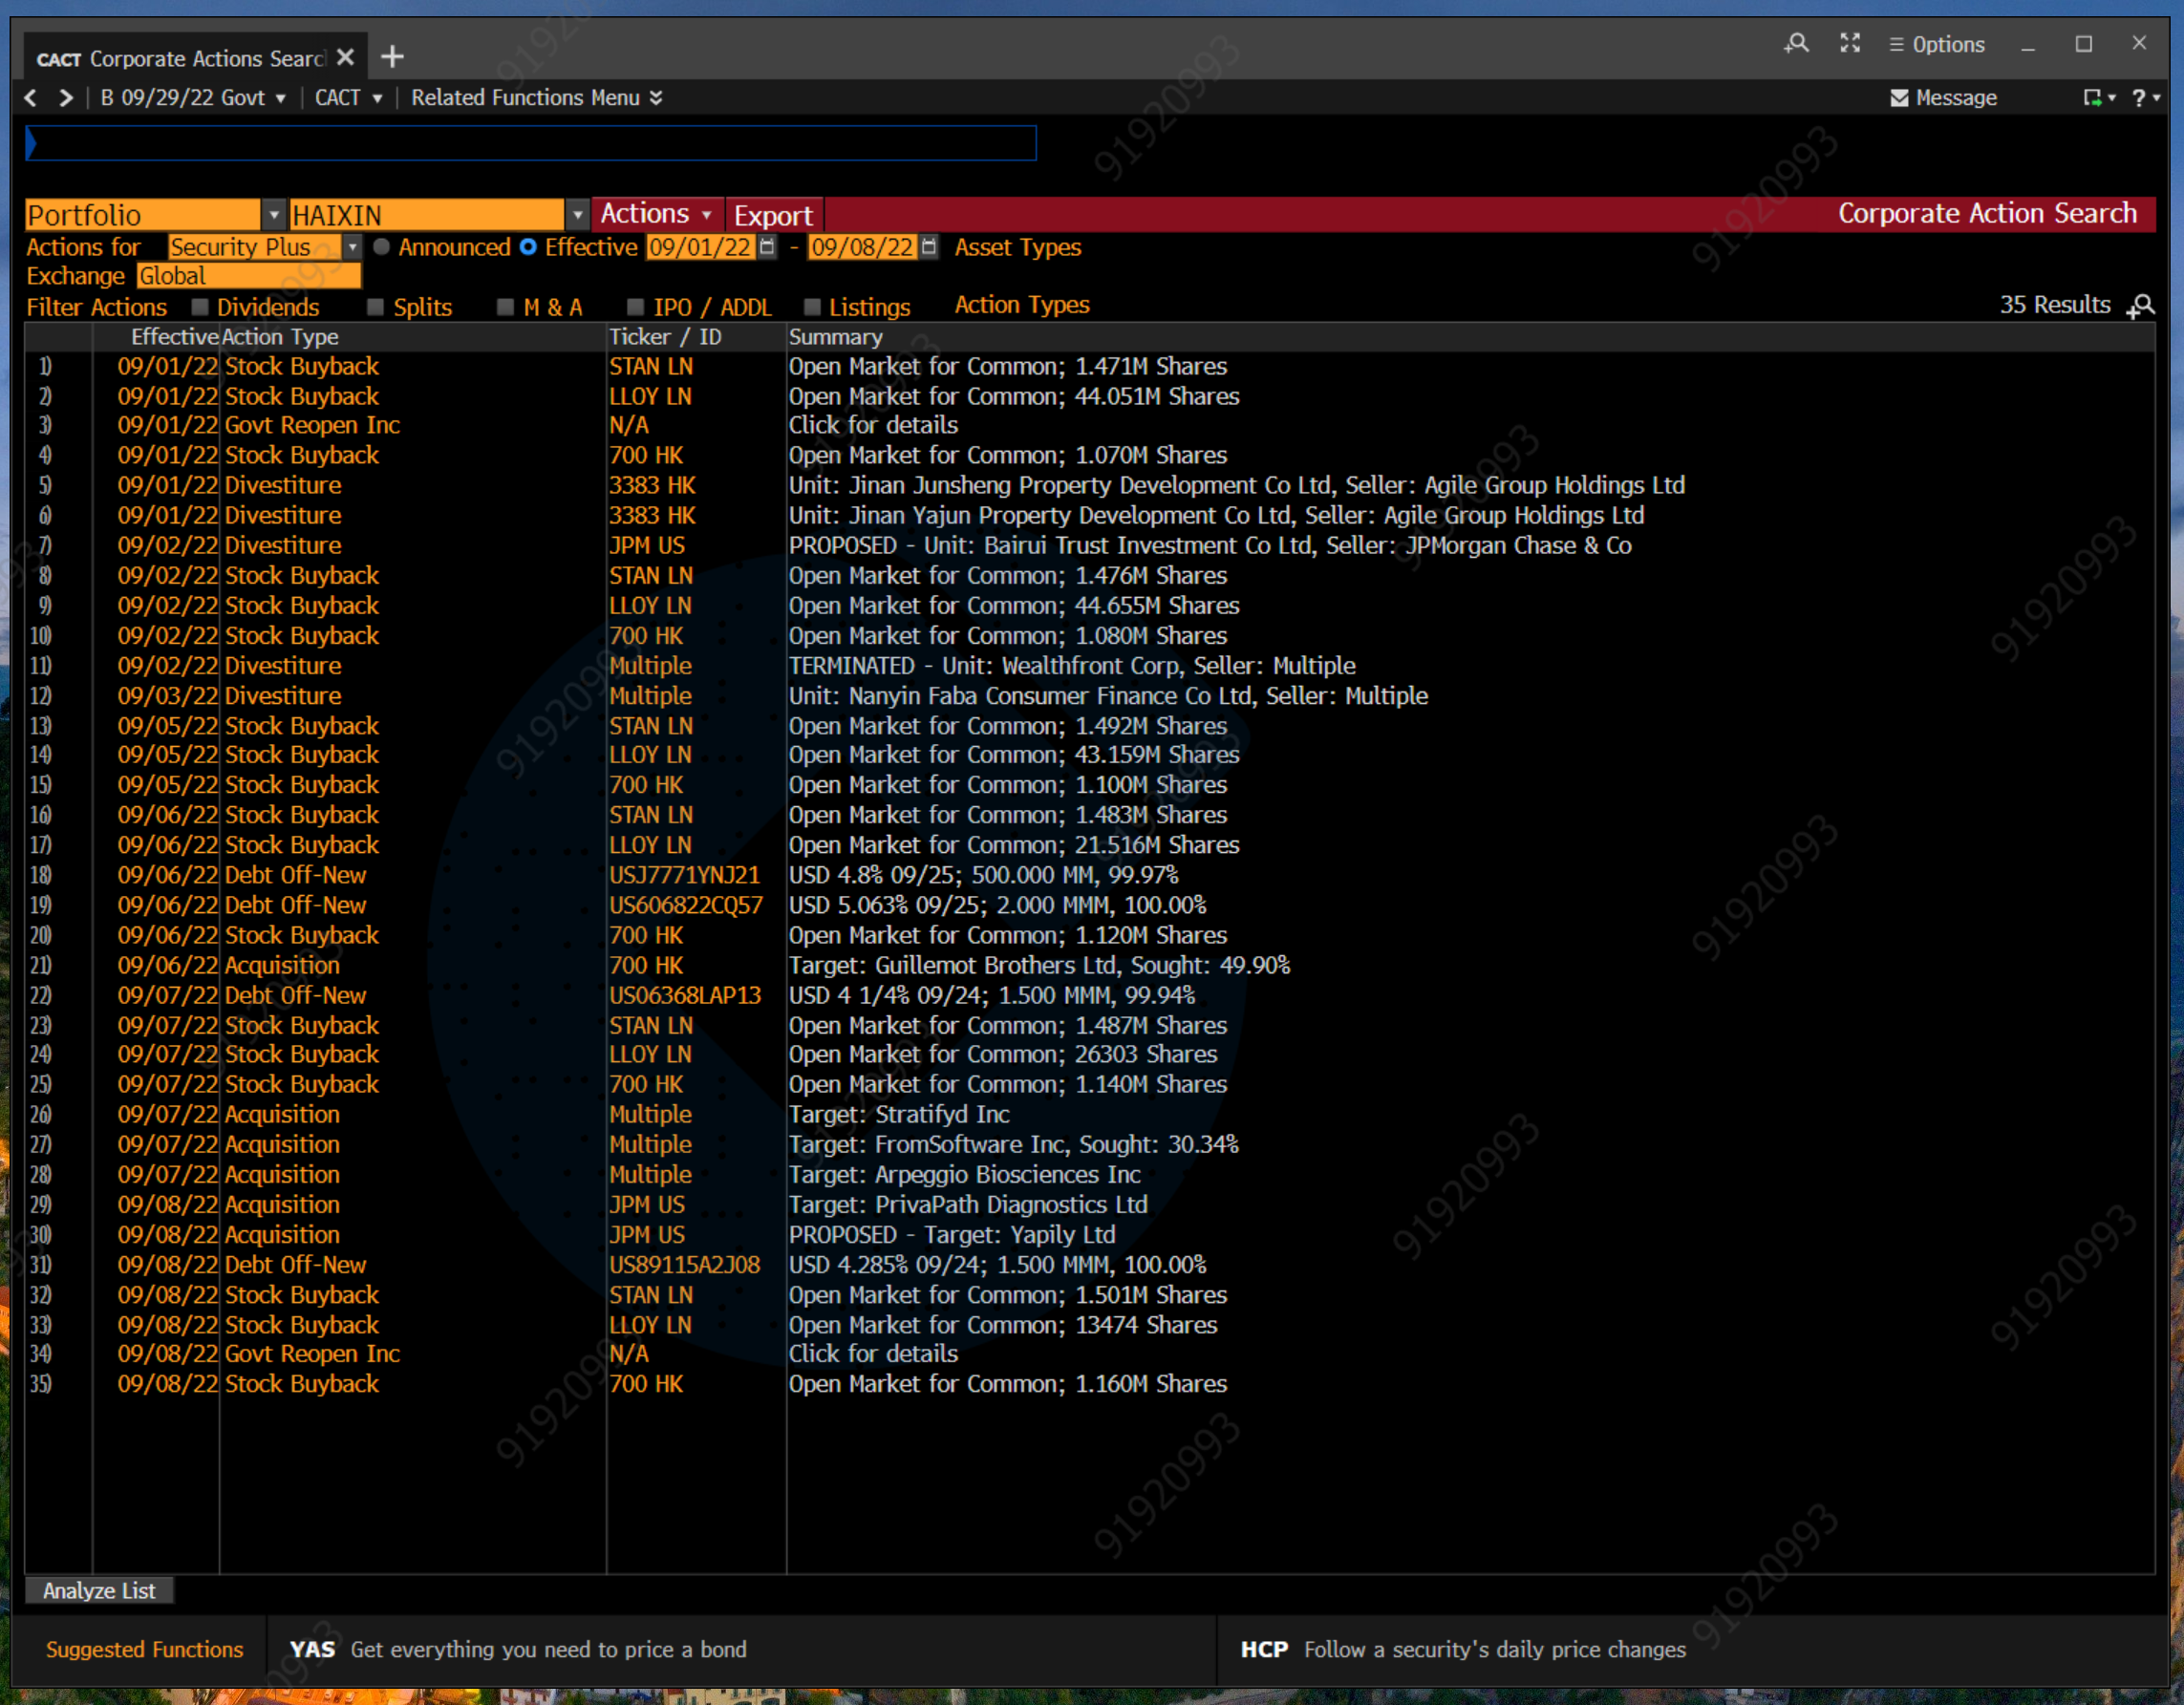 CACT Corporate Actions Searc
Options
B 09/29/22 Govt CACT Related Functions Menu
Message ?
Portfolio HAIXIN Actions Export Corporate Action Search
Actions for Security Plus Announced Effective 09/01/22 - 09/08/22 Asset Types
Exchange Global
Filter Actions Dividends Splits M & A IPO / ADDL Listings Action Types 35 Results
Effective Action Type Ticker / ID Summary
1) 09/01/22 Stock Buyback STAN LN Open Market for Common; 1.471M Shares
2) 09/01/22 Stock Buyback LLOY LN Open Market for Common; 44.051M Shares
3) 09/01/22 Govt Reopen Inc N/A Click for details
4) 09/01/22 Stock Buyback 700 HK Open Market for Common; 1.070M Shares
5) 09/01/22 Divestiture 3383 HK Unit: Jinan Junsheng Property Development Co Ltd, Seller: Agile Group Holdings Ltd
6) 09/01/22 Divestiture 3383 HK Unit: Jinan Yajun Property Development Co Ltd, Seller: Agile Group Holdings Ltd
7) 09/02/22 Divestiture JPM US PROPOSED - Unit: Bairui Trust Investment Co Ltd, Seller: JPMorgan Chase & Co
8) 09/02/22 Stock Buyback STAN LN Open Market for Common; 1.476M Shares
9) 09/02/22 Stock Buyback LLOY LN Open Market for Common; 44.655M Shares
10) 09/02/22 Stock Buyback 700 HK Open Market for Common; 1.080M Shares
11) 09/02/22 Divestiture Multiple TERMINATED - Unit: Wealthfront Corp, Seller: Multiple
12) 09/03/22 Divestiture Multiple Unit: Nanyin Faba Consumer Finance Co Ltd, Seller: Multiple
13) 09/05/22 Stock Buyback STAN LN Open Market for Common; 1.492M Shares
14) 09/05/22 Stock Buyback LLOY LN Open Market for Common; 43.159M Shares
15) 09/05/22 Stock Buyback 700 HK Open Market for Common; 1.100M Shares
16) 09/06/22 Stock Buyback STAN LN Open Market for Common; 1.483M Shares
17) 09/06/22 Stock Buyback LLOY LN Open Market for Common; 21.516M Shares
18) 09/06/22 Debt Off-New USJ7771YNJ21 USD 4.8% 09/25; 500.000 MM, 99.97%
19) 09/06/22 Debt Off-New US606822CQ57 USD 5.063% 09/25; 2.000 MMM, 100.00%
20) 09/06/22 Stock Buyback 700 HK Open Market for Common; 1.120M Shares
21) 09/06/22 Acquisition 700 HK Target: Guillemot Brothers Ltd, Sought: 49.90%
22) 09/07/22 Debt Off-New US06368LAP13 USD 4 1/4% 09/24; 1.500 MMM, 99.94%
23) 09/07/22 Stock Buyback STAN LN Open Market for Common; 1.487M Shares
24) 09/07/22 Stock Buyback LLOY LN Open Market for Common; 26303 Shares
25) 09/07/22 Stock Buyback 700 HK Open Market for Common; 1.140M Shares
26) 09/07/22 Acquisition Multiple Target: Stratifyd Inc
27) 09/07/22 Acquisition Multiple Target: FromSoftware Inc, Sought: 30.34%
28) 09/07/22 Acquisition Multiple Target: Arpeggio Biosciences Inc
29) 09/08/22 Acquisition JPM US Target: PrivaPath Diagnostics Ltd
30) 09/08/22 Acquisition JPM US PROPOSED - Target: Yapily Ltd
31) 09/08/22 Debt Off-New US89115A2J08 USD 4.285% 09/24; 1.500 MMM, 100.00%
32) 09/08/22 Stock Buyback STAN LN Open Market for Common; 1.501M Shares
33) 09/08/22 Stock Buyback LLOY LN Open Market for Common; 13474 Shares
34) 09/08/22 Govt Reopen Inc N/A Click for details
35) 09/08/22 Stock Buyback 700 HK Open Market for Common; 1.160M Shares
Analyze List
Suggested Functions YAS Get everything you need to price a bond HCP Follow a security's daily price changes
91920993